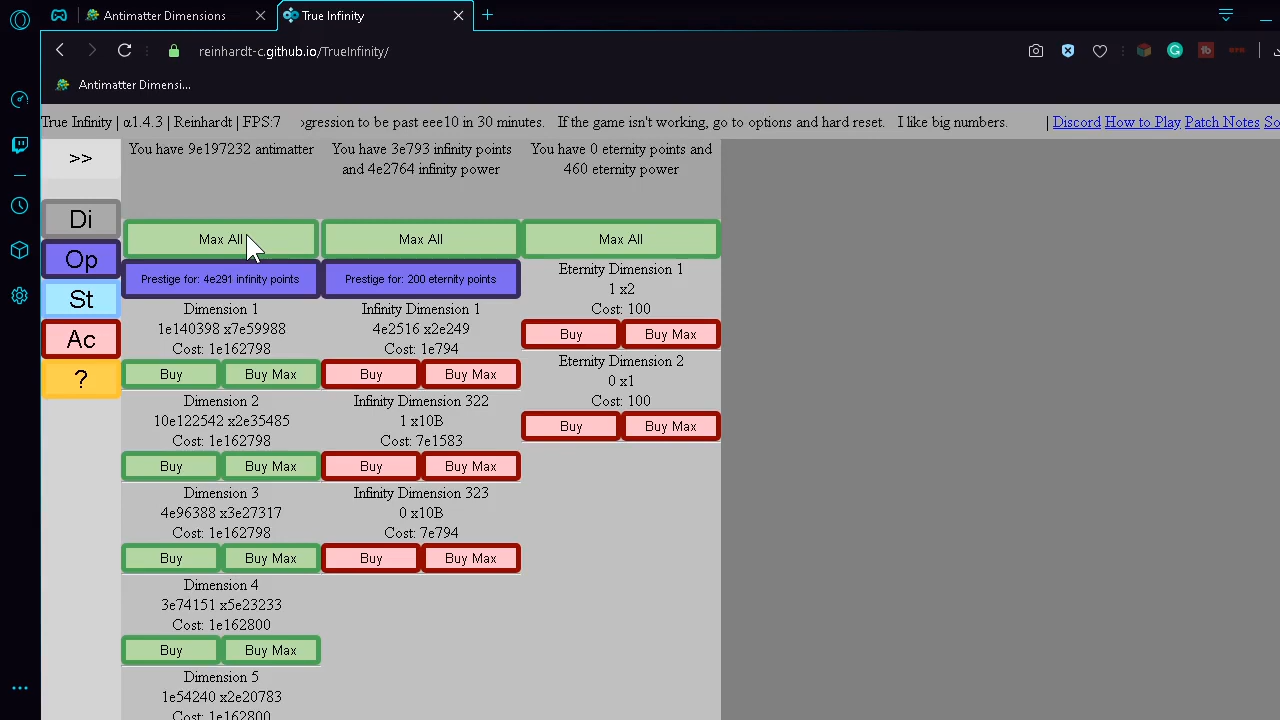 Antimatter Dimensions
True Infinity
reinhardt-c.github.io/TrueInfinity/
Antimatter Dimensi...
True Infinity | α1.4.3 | Reinhardt | FPS:7 ogression to be past eee10 in 30 minutes. If the game isn't working, go to options and hard reset. I like big numbers. | Discord How to Play Patch Notes So
>>
Di
Op
St
Ac
?
You have 9e197232 antimatter
Max All
Prestige for: 4e291 infinity points
Dimension 1
1e140398 x7e59988
Cost: 1e162798
Buy Buy Max
Dimension 2
10e122542 x2e35485
Cost: 1e162798
Buy Buy Max
Dimension 3
4e96388 x3e27317
Cost: 1e162798
Buy Buy Max
Dimension 4
3e74151 x5e23233
Cost: 1e162800
Buy Buy Max
Dimension 5
1e54240 x2e20783
Cost: 1e162800
You have 3e793 infinity points
and 4e2764 infinity power
Max All
Prestige for: 200 eternity points
Infinity Dimension 1
4e2516 x2e249
Cost: 1e794
Buy Buy Max
Infinity Dimension 322
1 x10B
Cost: 7e1583
Buy Buy Max
Infinity Dimension 323
0 x10B
Cost: 7e794
Buy Buy Max
You have 0 eternity points and
460 eternity power
Max All
Eternity Dimension 1
1 x2
Cost: 100
Buy Buy Max
Eternity Dimension 2
0 x1
Cost: 100
Buy Buy Max